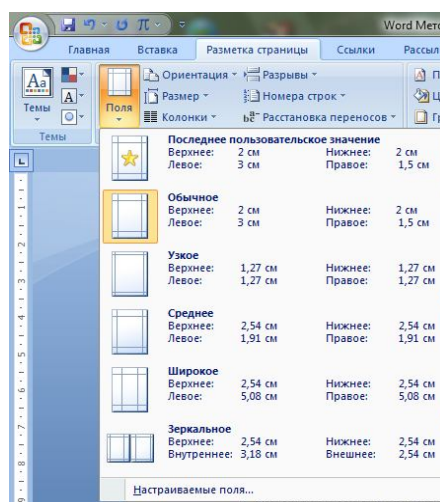 Word Мето
Главная Вставка Разметка страницы Ссылки Рассыл
Темы Поля Ориентация Разрывы П
Размер Номера строк Ц
Колонки Расстановка переносов Гр
Темы
Последнее пользовательское значение
Верхнее: 2 см Нижнее: 2 см
Левое: 3 см Правое: 1,5 см
Обычное
Верхнее: 2 см Нижнее: 2 см
Левое: 3 см Правое: 1,5 см
Узкое
Верхнее: 1,27 см Нижнее: 1,27 см
Левое: 1,27 см Правое: 1,27 см
Среднее
Верхнее: 2,54 см Нижнее: 2,54 см
Левое: 1,91 см Правое: 1,91 см
Широкое
Верхнее: 2,54 см Нижнее: 2,54 см
Левое: 5,08 см Правое: 5,08 см
Зеркальное
Верхнее: 2,54 см Нижнее: 2,54 см
Внутреннее: 3,18 см Внешнее: 2,54 см
Настраиваемые поля...